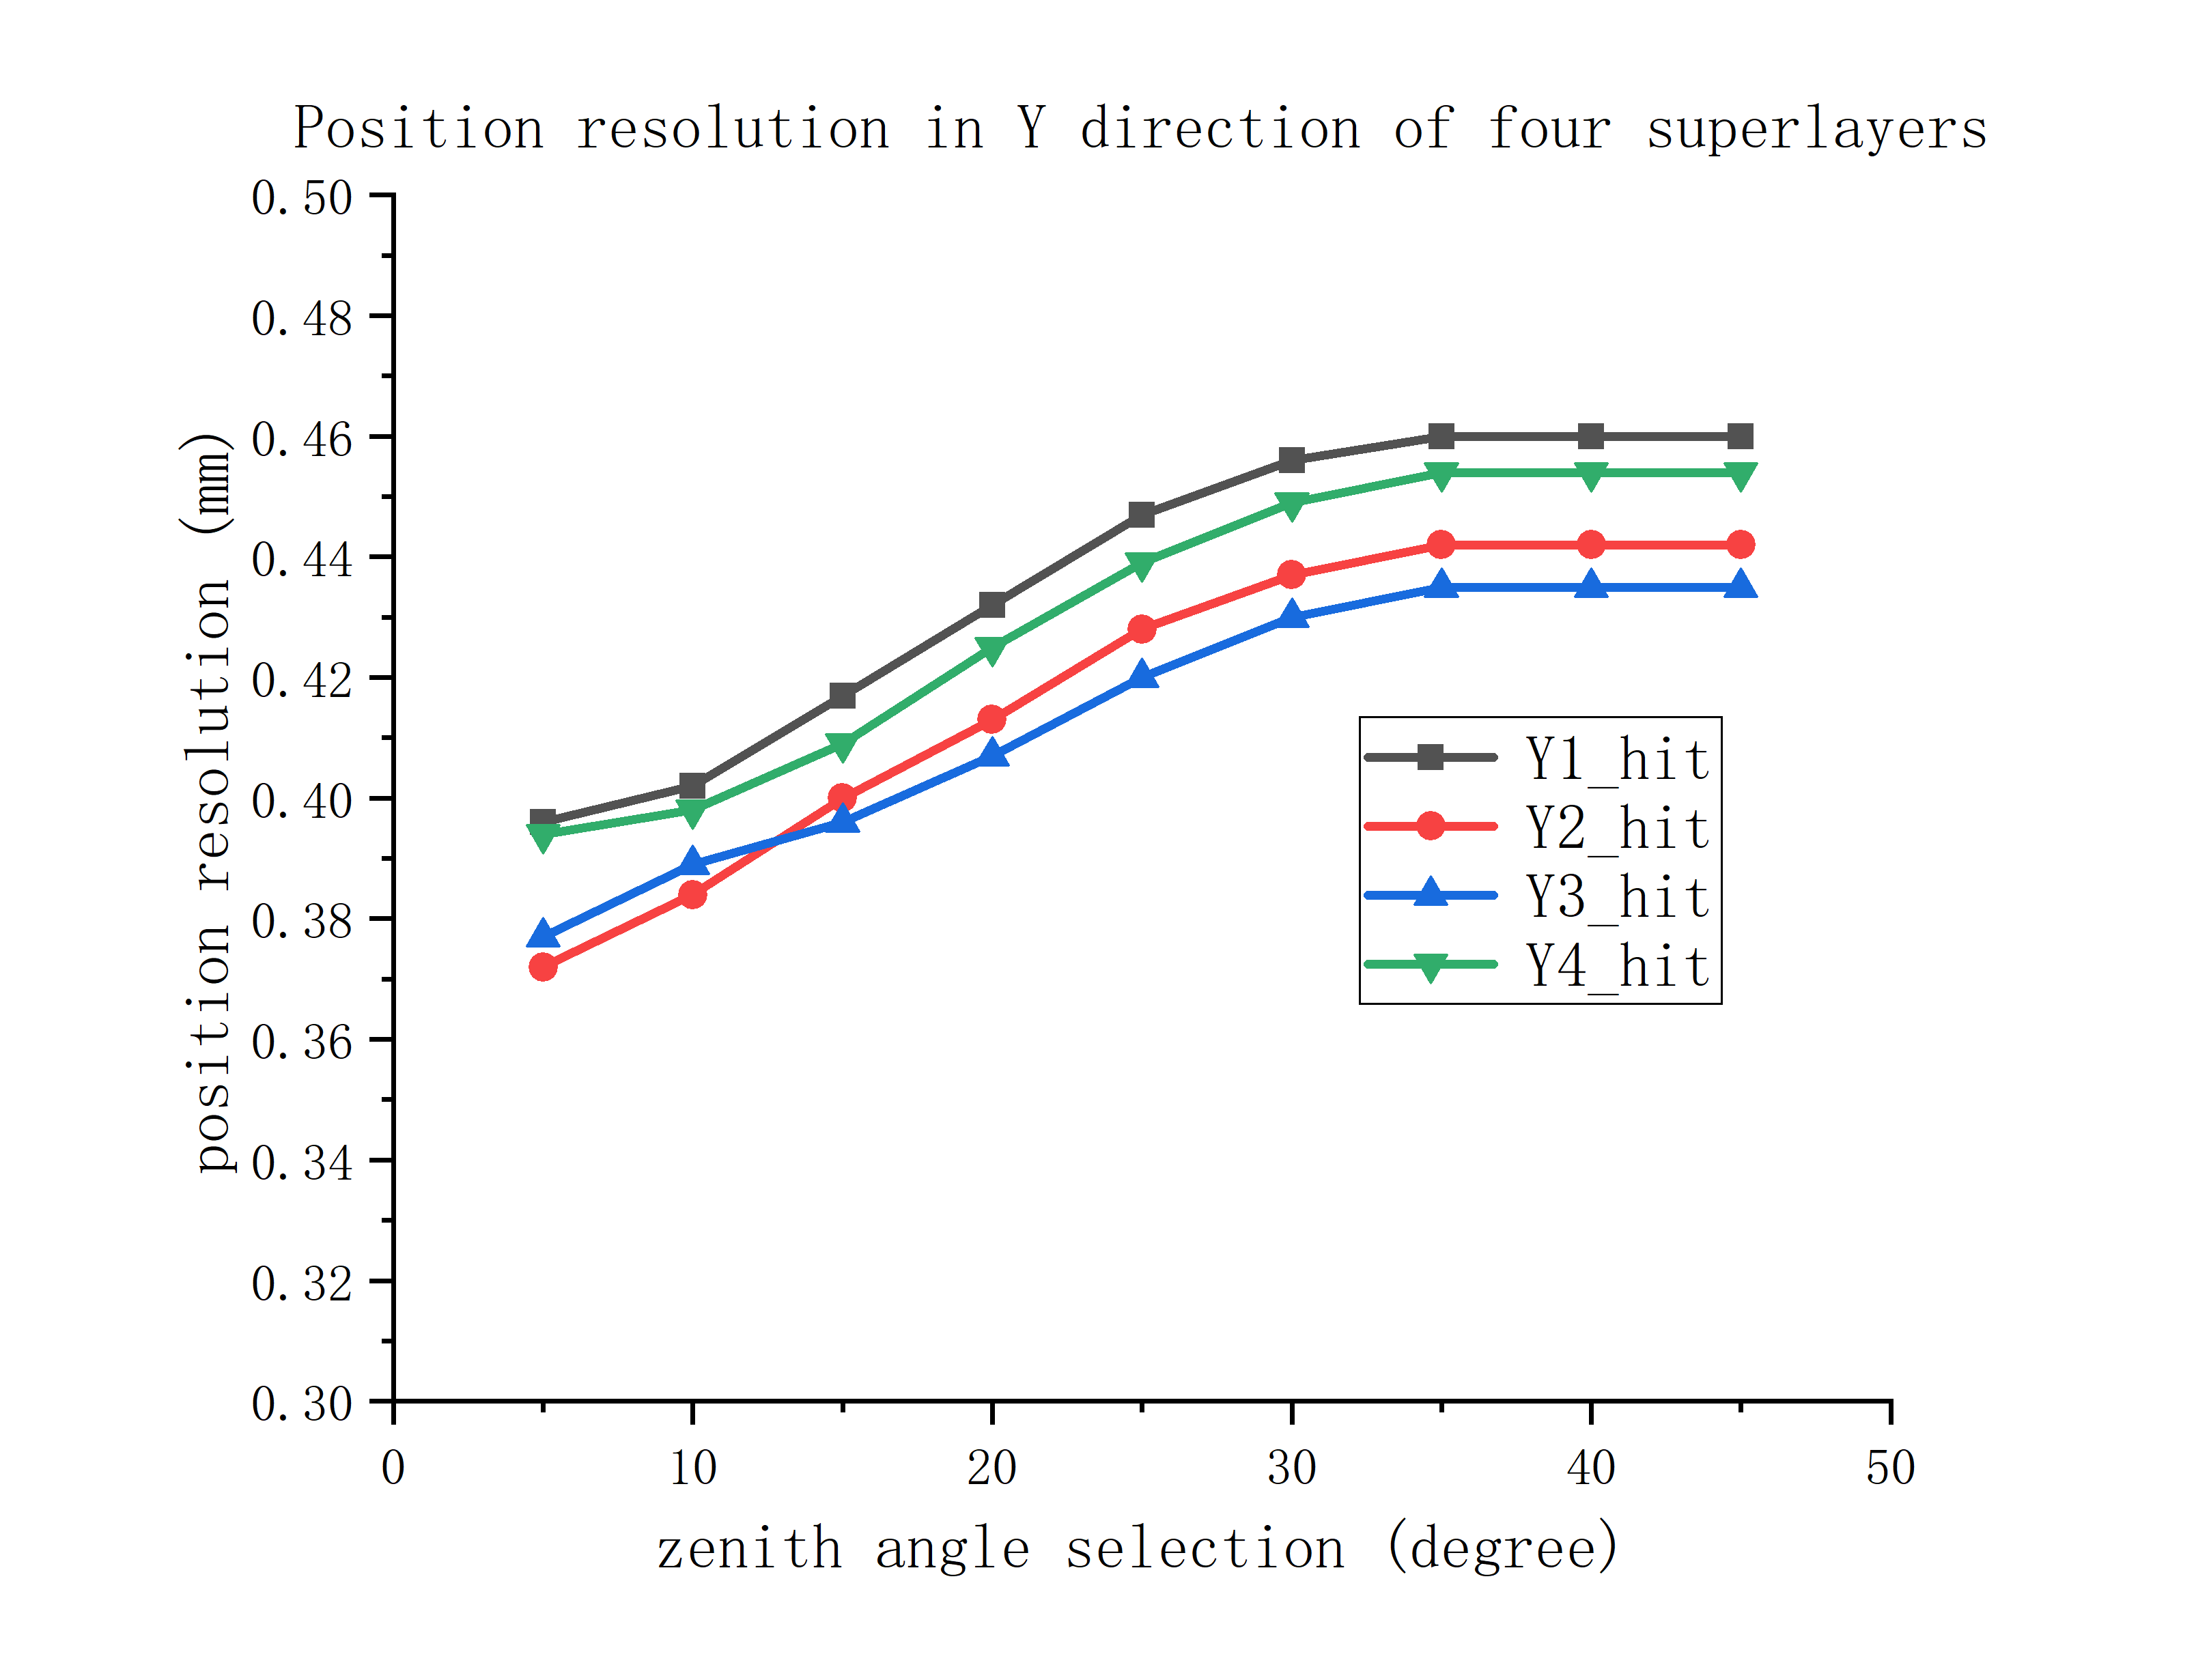 Position resolution in Y direction of four superlayers
0.50
0.48
0.46
0.44
0.42
0.40
0.38
0.36
0.34
0.32
0.30
position resolution (mm)
Y1_hit
Y2_hit
Y3_hit
Y4_hit
0 10 20 30 40 50
zenith angle selection (degree)